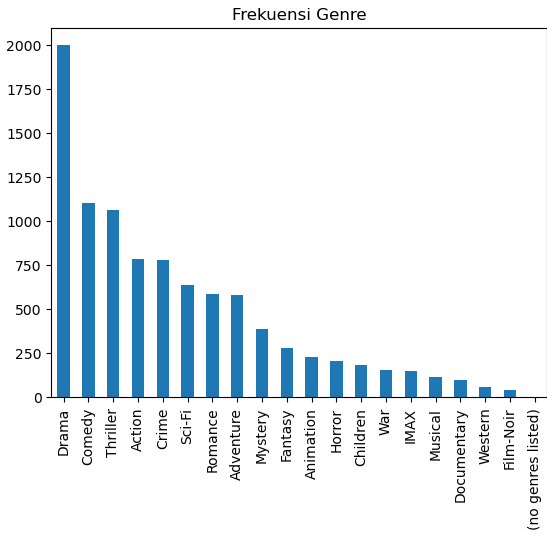 Frekuensi Genre
2000
1750
1500
1250
1000
750
500
250
0
Drama
Comedy
Thriller
Action
Crime
Sci-Fi
Romance
Adventure
Mystery
Fantasy
Animation
Horror
Children
War
IMAX
Musical
Documentary
Western
Film-Noir
(no genres listed)